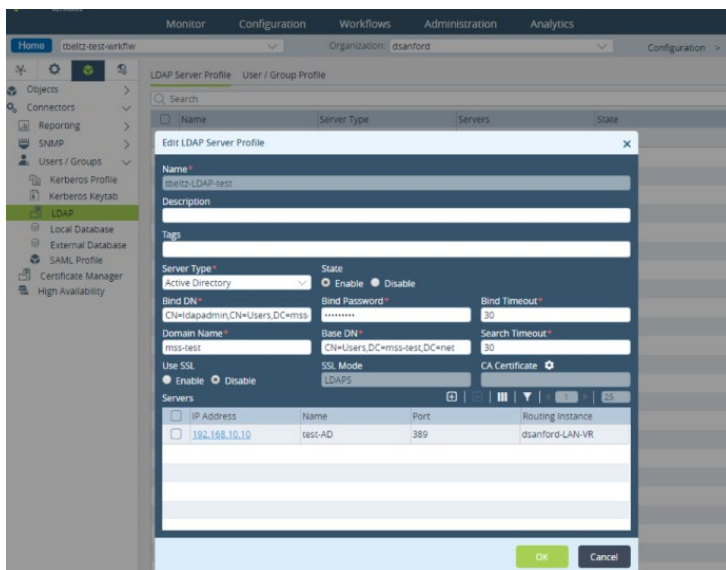 Monitor Configuration Workflows Administration Analytics
Home tbeltz-test-wrkflw Organization: dsanford Configuration >
LDAP Server Profile User / Group Profile
Objects
Connectors
Search
Reporting
Name Server Type Servers State
SNMP
Users / Groups
Kerberos Profile
Kerberos Keytab
LDAP
Local Database
External Database
SAML Profile
Certificate Manager
High Availability
Edit LDAP Server Profile
Name*
tbeltz-LDAP-test
Description
Tags
Server Type* State
Active Directory Enable Disable
Bind DN* Bind Password* Bind Timeout*
CN=ldapadmin,CN=Users,DC=mss- ••••••••• 30
Domain Name* Base DN* Search Timeout*
mss-test CN=Users,DC=mss-test,DC=net 30
Use SSL SSL Mode CA Certificate
Enable Disable LDAPS
Servers 1 25
IP Address Name Port Routing Instance
192.168.10.10 test-AD 389 dsanford-LAN-VR
OK Cancel